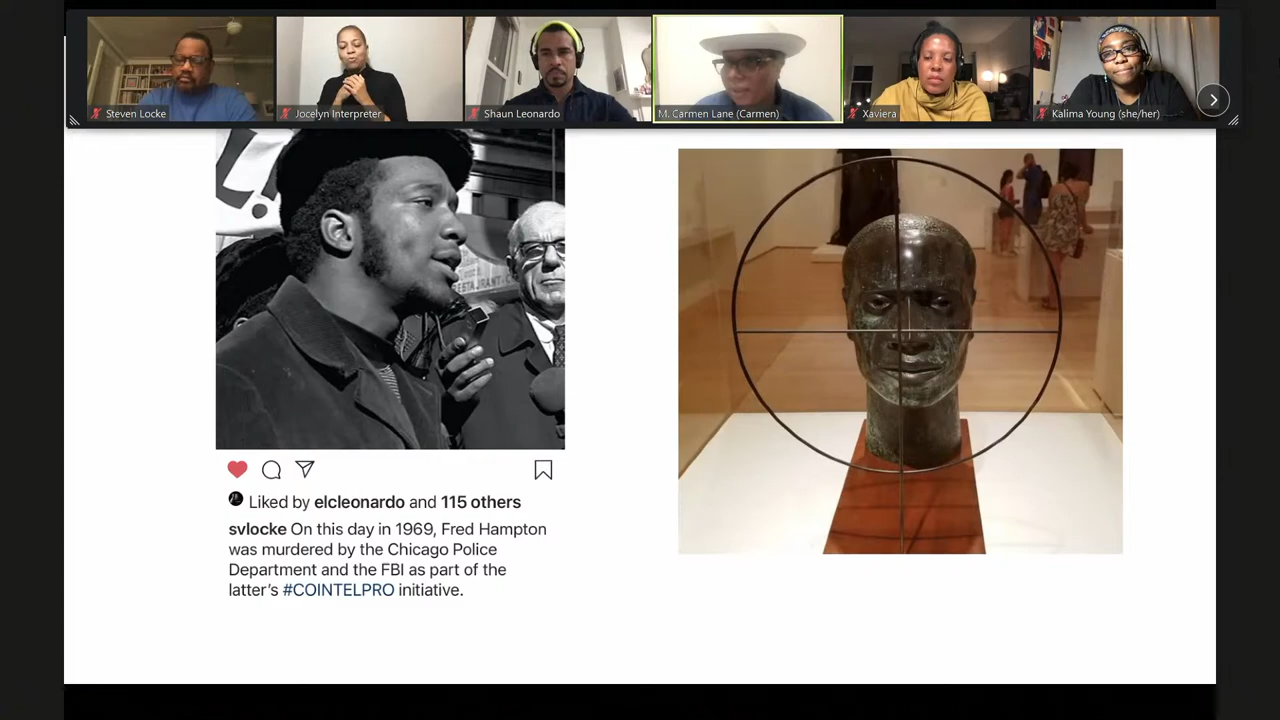 Steven Locke
Jocelyn Interpreter
Shaun Leonardo
M. Carmen Lane (Carmen)
Xaviera
Kalima Young (she/her)
L.
RESTAURANT
Liked by elcleonardo and 115 others
svlocke On this day in 1969, Fred Hampton
was murdered by the Chicago Police
Department and the FBI as part of the
latter's #COINTELPRO initiative.